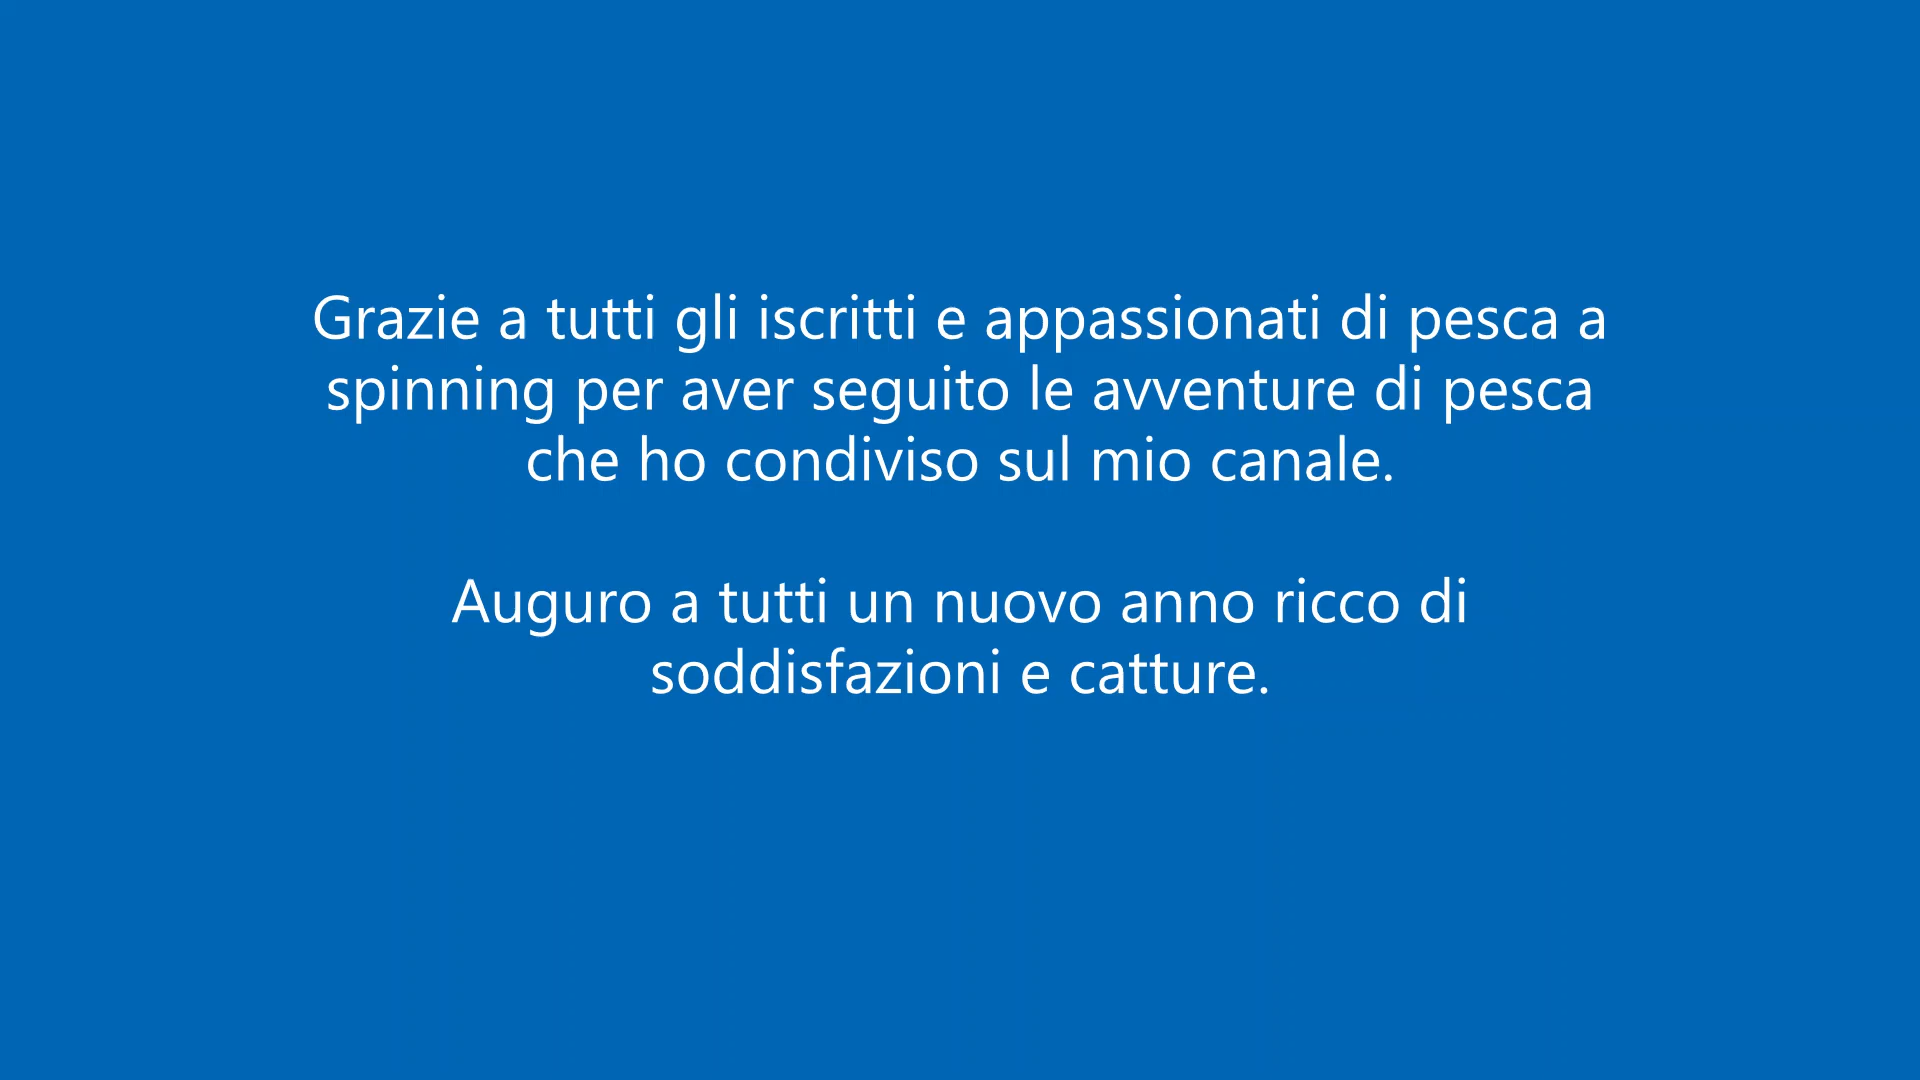 Grazie a tutti gli iscritti e appassionati di pesca a
spinning per aver seguito le avventure di pesca
che ho condiviso sul mio canale.
Auguro a tutti un nuovo anno ricco di
soddisfazioni e catture.